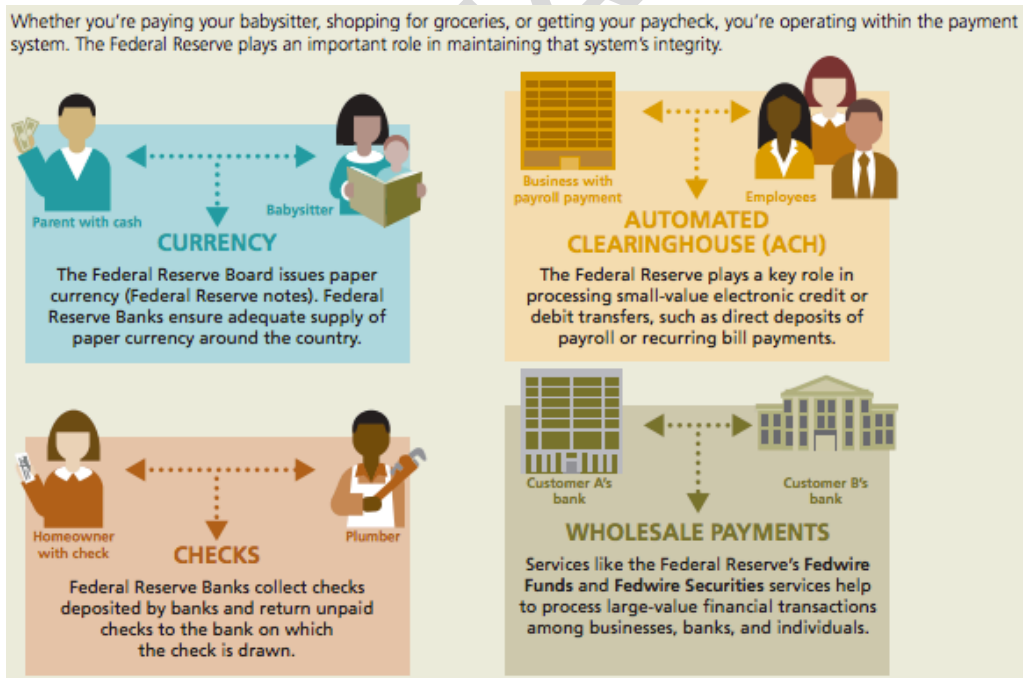 Whether you're paying your babysitter, shopping for groceries, or getting your paycheck, you're operating within the payment
system. The Federal Reserve plays an important role in maintaining that system's integrity.
Parent with cash
Babysitter
CURRENCY
The Federal Reserve Board issues paper
currency (Federal Reserve notes). Federal
Reserve Banks ensure adequate supply of
paper currency around the country.
Business with
payroll payment
Employees
AUTOMATED
CLEARINGHOUSE (ACH)
The Federal Reserve plays a key role in
processing small-value electronic credit or
debit transfers, such as direct deposits of
payroll or recurring bill payments.
Homeowner
with check
Plumber
CHECKS
Federal Reserve Banks collect checks
deposited by banks and return unpaid
checks to the bank on which
the check is drawn.
Customer A's
bank
Customer B's
bank
WHOLESALE PAYMENTS
Services like the Federal Reserve's Fedwire
Funds and Fedwire Securities services help
to process large-value financial transactions
among businesses, banks, and individuals.